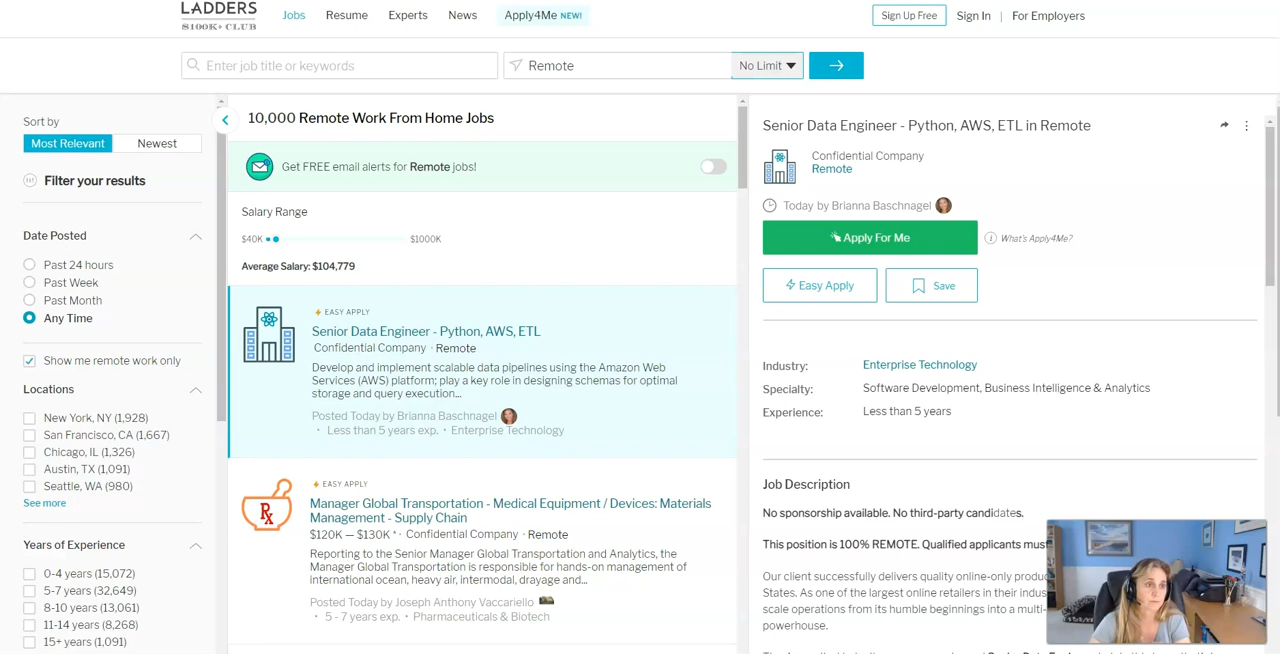 LADDERS
$100K+ CLUB
Jobs
Resume
Experts
News
Apply4Me NEW!
Sign Up Free
Sign In
For Employers
Enter job title or keywords
Remote
No Limit
Sort by
Most Relevant
Newest
Filter your results
Date Posted
Past 24 hours
Past Week
Past Month
Any Time
Show me remote work only
Locations
New York, NY (1,928)
San Francisco, CA (1,667)
Chicago, IL (1,326)
Austin, TX (1,091)
Seattle, WA (980)
See more
Years of Experience
0-4 years (15,072)
5-7 years (32,649)
8-10 years (13,061)
11-14 years (8,268)
15+ years (1,091)
10,000 Remote Work From Home Jobs
Get FREE email alerts for Remote jobs!
Salary Range
$40K
$1000K
Average Salary: $104,779
EASY APPLY
Senior Data Engineer - Python, AWS, ETL
Confidential Company · Remote
Develop and implement scalable data pipelines using the Amazon Web
Services (AWS) platform; play a key role in designing schemas for optimal
storage and query execution...
Posted Today by Brianna Baschnagel
· Less than 5 years exp. · Enterprise Technology
EASY APPLY
Rx
Manager Global Transportation - Medical Equipment / Devices: Materials
Management - Supply Chain
$120K — $130K * · Confidential Company · Remote
Reporting to the Senior Manager Global Transportation and Analytics, the
Manager Global Transportation is responsible for hands-on management of
international ocean, heavy air, intermodal, drayage and...
Posted Today by Joseph Anthony Vaccariello
· 5 - 7 years exp. · Pharmaceuticals & Biotech
Senior Data Engineer - Python, AWS, ETL in Remote
Confidential Company
Remote
Today by Brianna Baschnagel
Apply For Me
What's Apply4Me?
Easy Apply
Save
Industry:
Enterprise Technology
Specialty:
Software Development, Business Intelligence & Analytics
Experience:
Less than 5 years
Job Description
No sponsorship available. No third-party candidates.
This position is 100% REMOTE. Qualified applicants must
Our client successfully delivers quality online-only
States. As one of the largest online retailers in their
scale operations from its humble beginnings into a multi-
powerhouse.